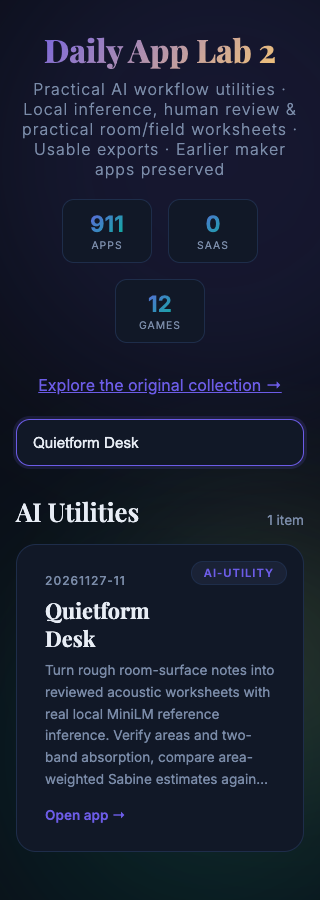 Daily App Lab 2
Practical AI workflow utilities ·
Local inference, human review &
practical room/field worksheets ·
Usable exports · Earlier maker
apps preserved
911
APPS
0
SAAS
12
GAMES
Explore the original collection →
Quietform Desk
AI Utilities
1 item
20261127-11
AI-UTILITY
Quietform
Desk
Turn rough room-surface notes into
reviewed acoustic worksheets with
real local MiniLM reference
inference. Verify areas and two-
band absorption, compare area-
weighted Sabine estimates again...
Open app →